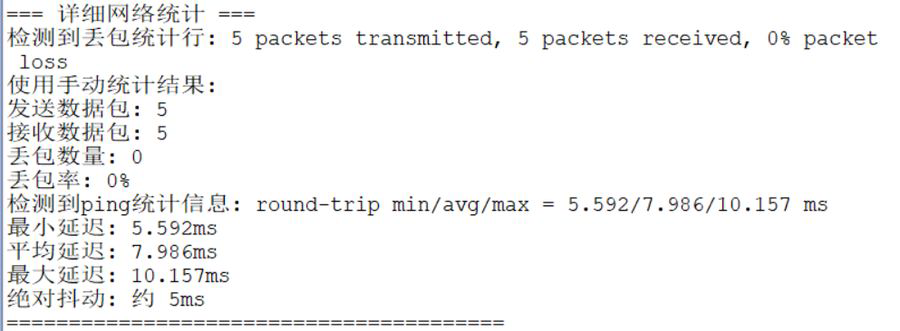 === 详细网络统计 ===
检测到丢包统计行: 5 packets transmitted, 5 packets received, 0% packet
 loss
使用手动统计结果:
发送数据包: 5
接收数据包: 5
丢包数量: 0
丢包率: 0%
检测到ping统计信息: round-trip min/avg/max = 5.592/7.986/10.157 ms
最小延迟: 5.592ms
平均延迟: 7.986ms
最大延迟: 10.157ms
绝对抖动: 约 5ms
========================================